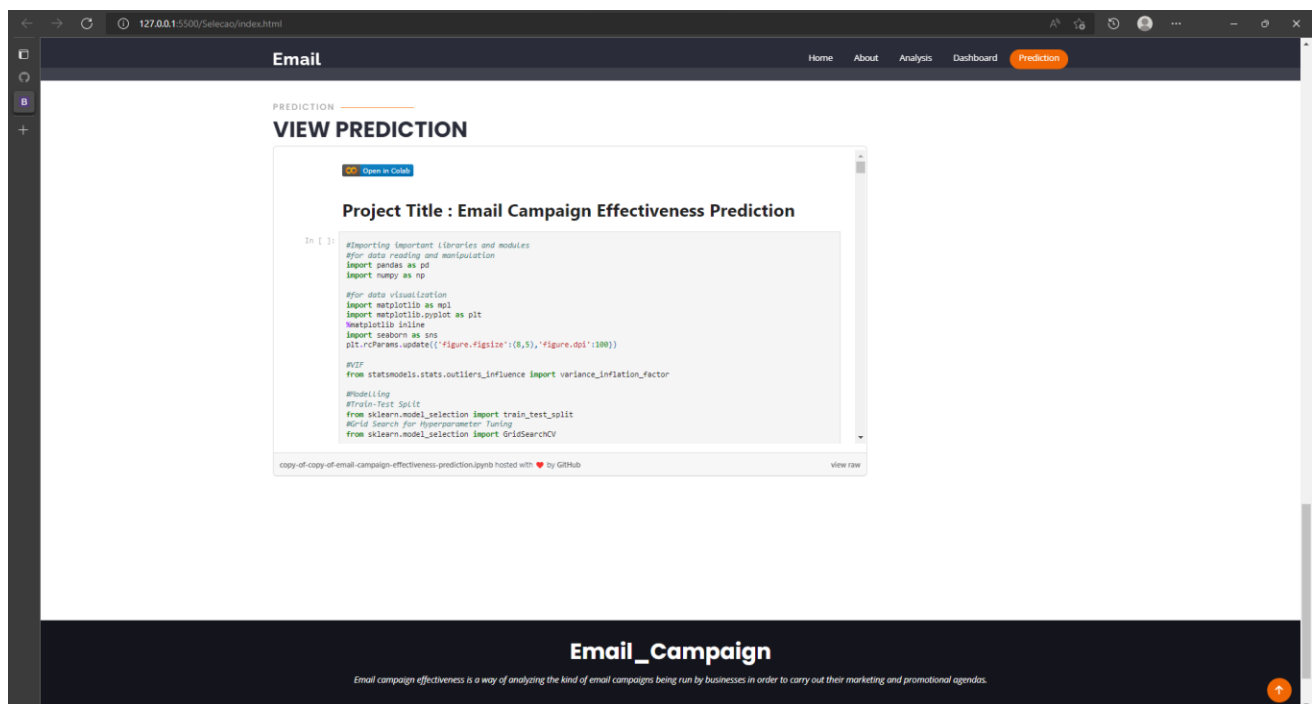 127.0.0.1:5500/Selecao/index.html
B
Email
Home About Analysis Dashboard Prediction
PREDICTION
VIEW PREDICTION
Open in Colab
Project Title : Email Campaign Effectiveness Prediction
In [ ]:
#Importing important libraries and modules
#for data reading and manipulation
import pandas as pd
import numpy as np
#for data visualization
import matplotlib as mpl
import matplotlib.pyplot as plt
%matplotlib inline
import seaborn as sns
plt.rcParams.update({'figure.figsize':(8,5),'figure.dpi':100})
#VIF
from statsmodels.stats.outliers_influence import variance_inflation_factor
#Modelling
#Train-Test Split
from sklearn.model_selection import train_test_split
#Grid Search for Hyperparameter Tuning
from sklearn.model_selection import GridSearchCV
copy-of-copy-of-email-campaign-effectiveness-prediction.ipynb hosted with ❤ by GitHub view raw
Email_Campaign
Email campaign effectiveness is a way of analyzing the kind of email campaigns being run by businesses in order to carry out their marketing and promotional agendas.